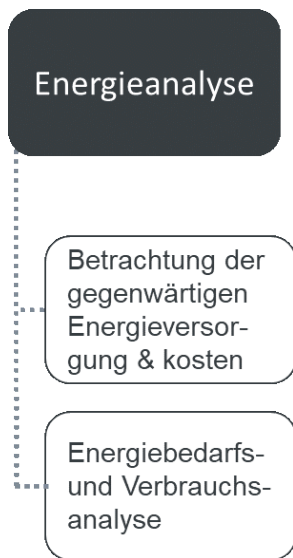 Energieanalyse
Betrachtung der
gegenwärtigen
Energieversor-
gung & kosten
Energiebedarfs-
und Verbrauchs-
analyse